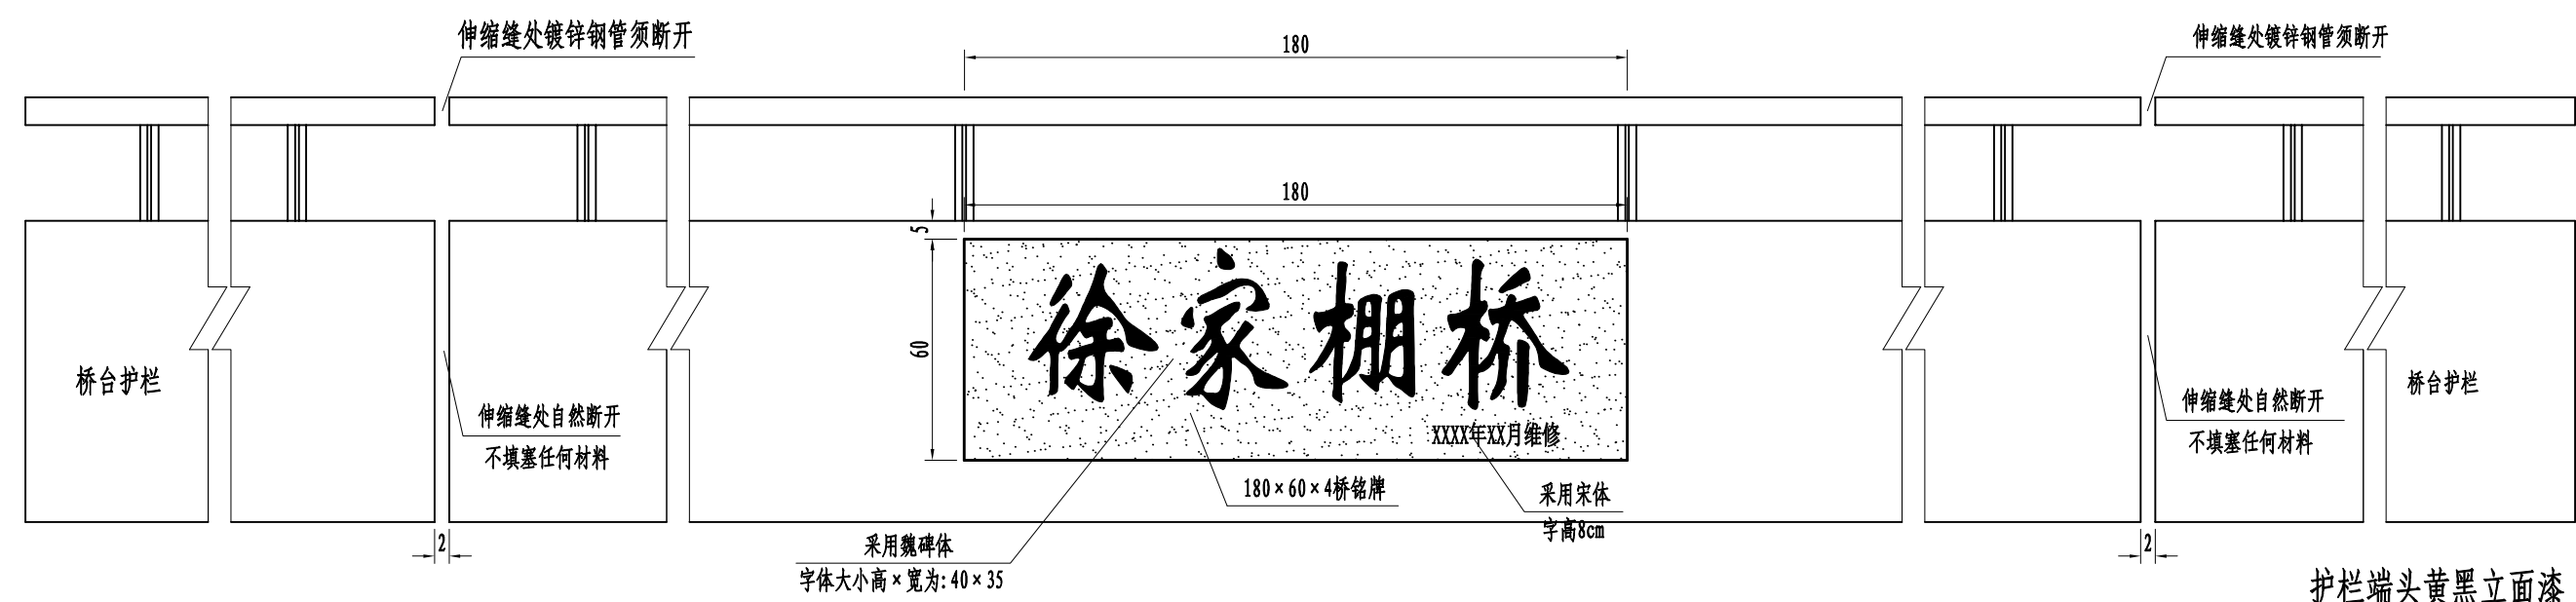 伸缩缝处镀锌钢管须断开
180
伸缩缝处镀锌钢管须断开
180
5
60
徐家棚桥
XXXX年XX月维修
桥台护栏
伸缩缝处自然断开
不填塞任何材料
桥台护栏
伸缩缝处自然断开
不填塞任何材料
180×60×4桥铭牌
采用宋体
字高8cm
采用魏碑体
字体大小高×宽为:40×35
2
2
护栏端头黄黑立面漆